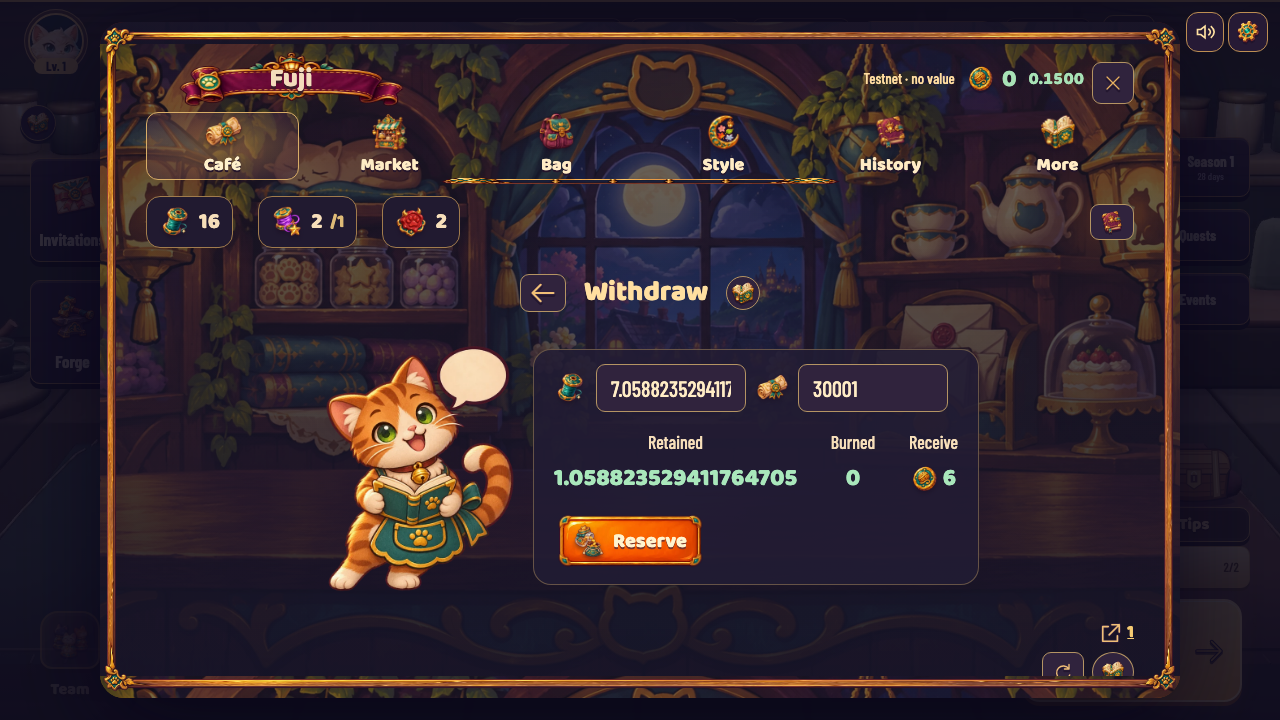 Lv. 1
Fuji
Testnet · no value
0
0.1500
Café
Market
Bag
Style
History
More
16
2 /1
2
Season 1
29 days
Invitation
Quests
Events
Forge
Withdraw
7.0588235294117
30001
Retained
Burned
Receive
1.058823529411764705
0
6
Reserve
Tips
2/2
1
Team